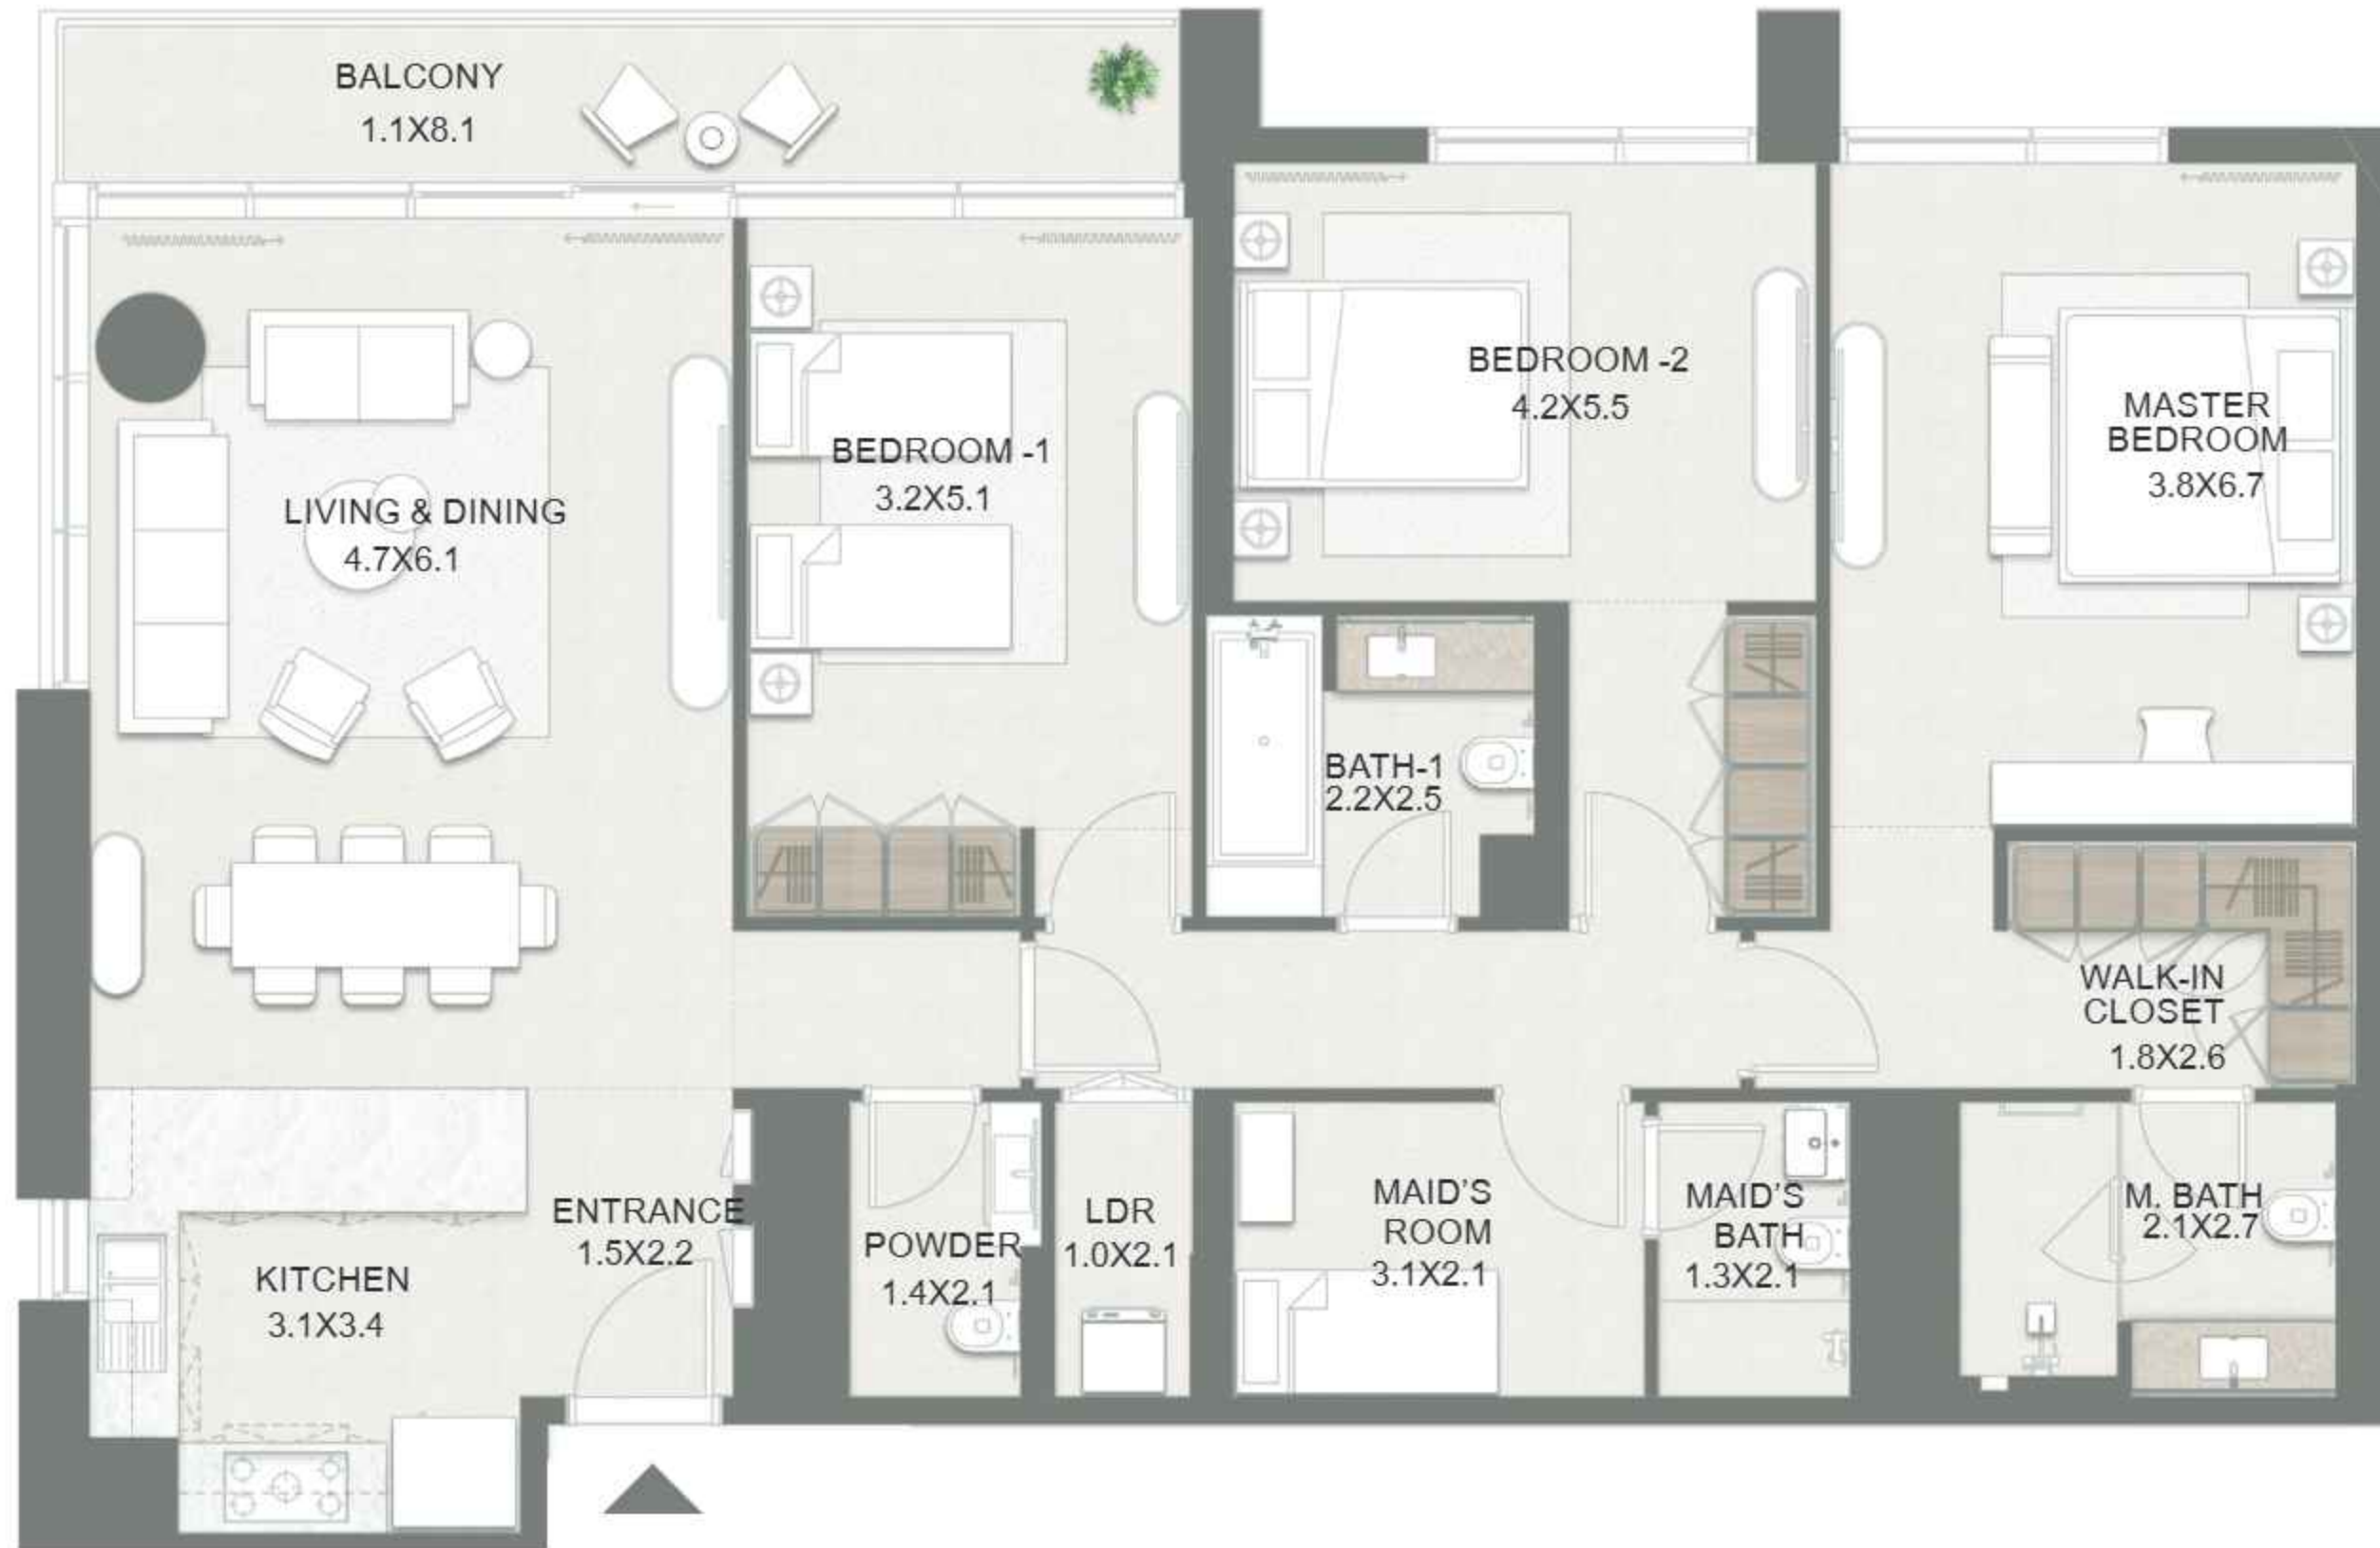 BALCONY
1.1X8.1
BEDROOM -2
4.2X5.5
MASTER
BEDROOM
3.8X6.7
BEDROOM -1
3.2X5.1
LIVING & DINING
4.7X6.1
BATH-1
2.2X2.5
WALK-IN
CLOSET
1.8X2.6
ENTRANCE
1.5X2.2
KITCHEN
3.1X3.4
POWDER
1.4X2.1
LDR
1.0X2.1
MAID’S
ROOM
3.1X2.1
MAID’S
BATH
1.3X2.1
M. BATH
2.1X2.7